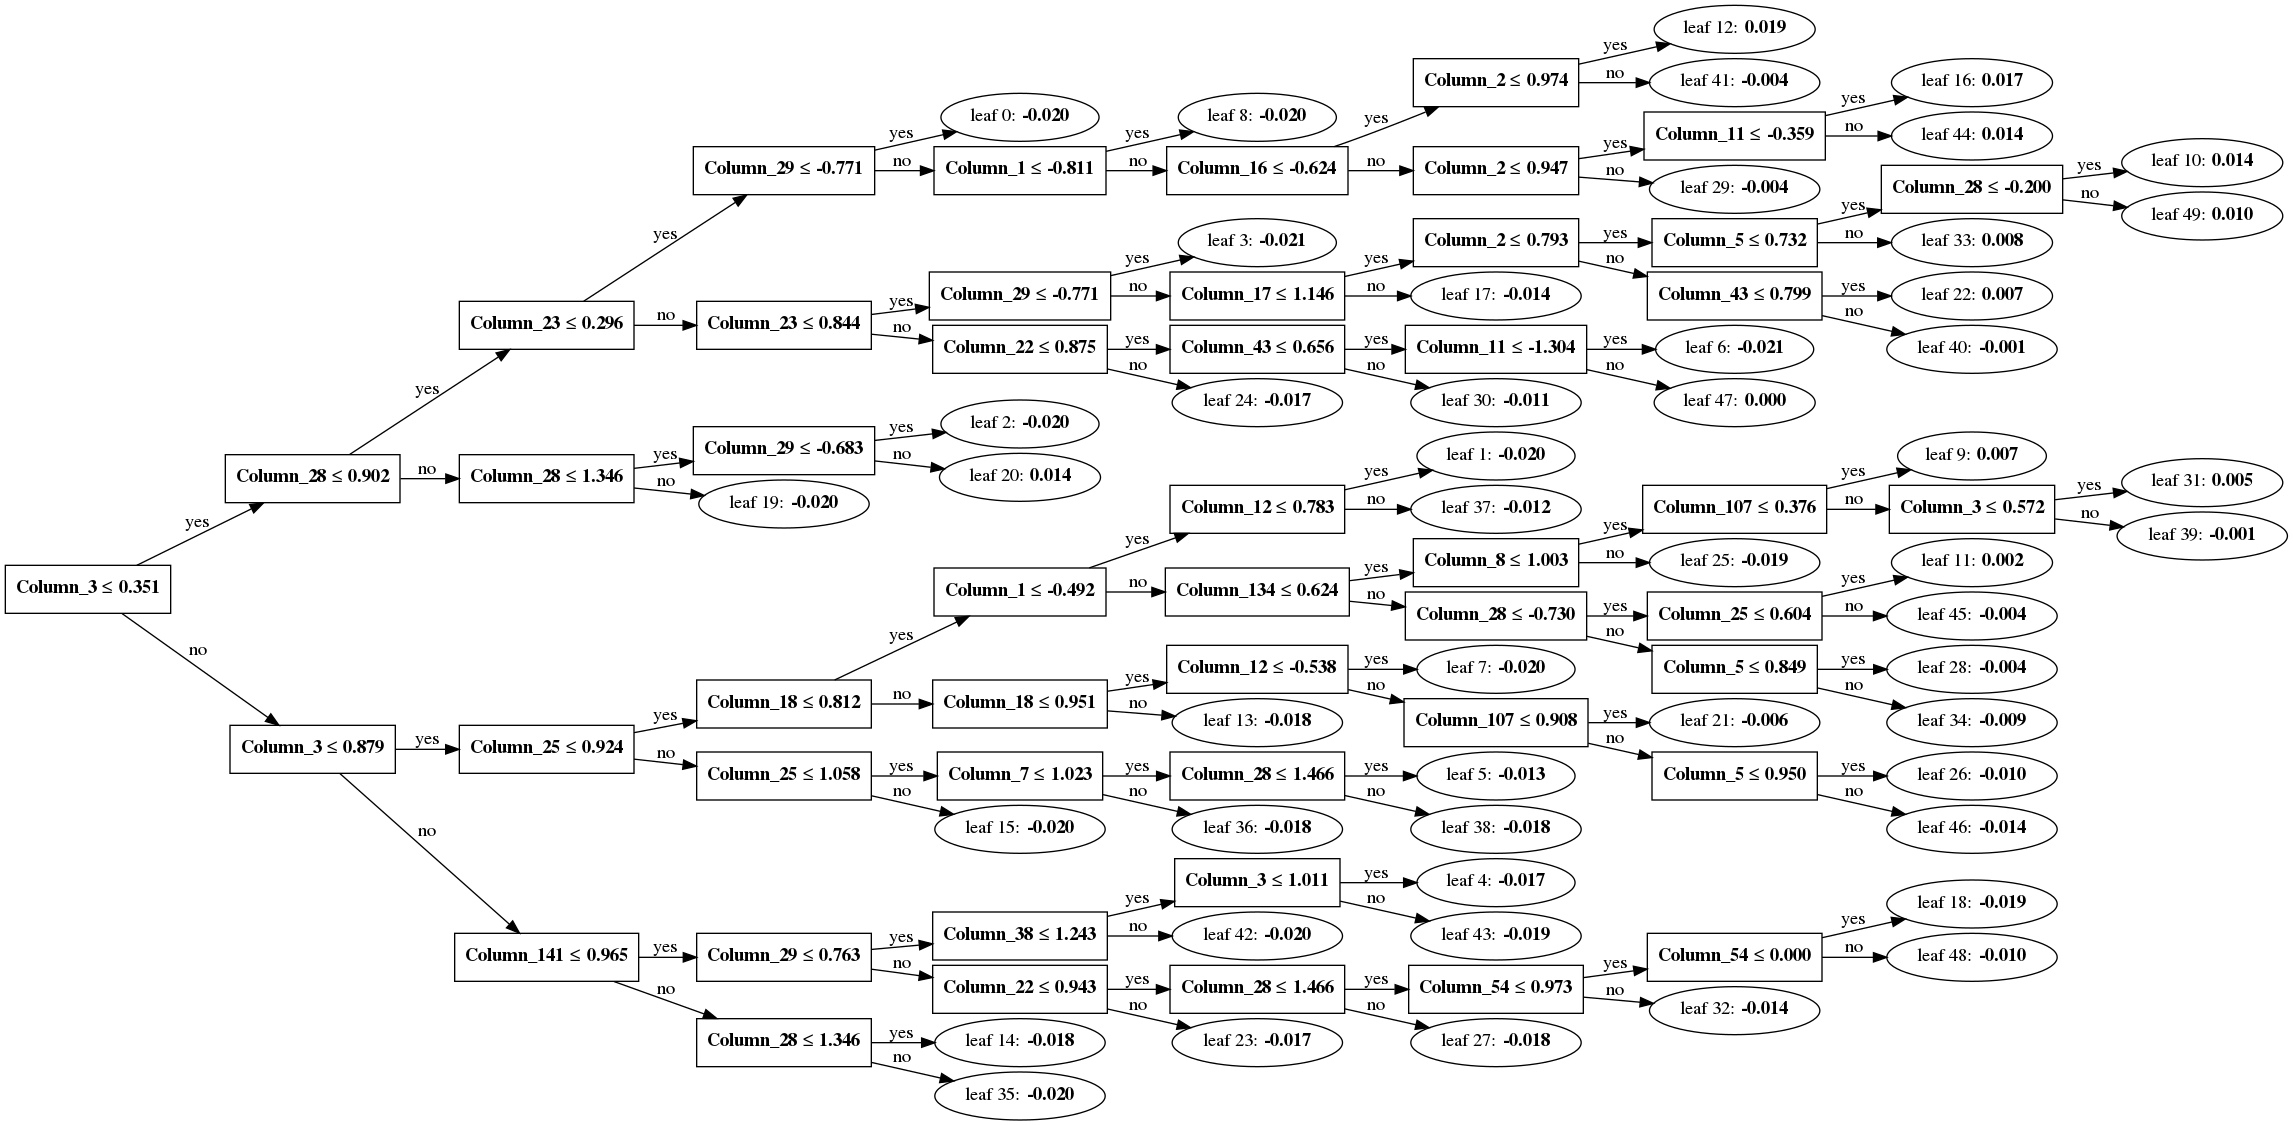 leaf 12: 0.019
yes
Column_2 ≤ 0.974
no
leaf 41: -0.004
leaf 16: 0.017
yes
leaf 0: -0.020
leaf 8: -0.020
yes
Column_11 ≤ -0.359
no
leaf 44: 0.014
yes
yes
yes
Column_29 ≤ -0.771
no
Column_1 ≤ -0.811
no
Column_16 ≤ -0.624
no
Column_2 ≤ 0.947
no
leaf 29: -0.004
leaf 10: 0.014
yes
Column_28 ≤ -0.200
no
leaf 49: 0.010
yes
yes
leaf 3: -0.021
Column_2 ≤ 0.793
yes
Column_5 ≤ 0.732
no
leaf 33: 0.008
yes
yes
no
Column_29 ≤ -0.771
no
Column_17 ≤ 1.146
no
leaf 17: -0.014
Column_43 ≤ 0.799
yes
leaf 22: 0.007
no
leaf 40: -0.001
Column_23 ≤ 0.296
no
Column_23 ≤ 0.844
yes
no
Column_22 ≤ 0.875
yes
Column_43 ≤ 0.656
yes
Column_11 ≤ -1.304
yes
leaf 6: -0.021
no
no
no
leaf 24: -0.017
leaf 30: -0.011
leaf 47: 0.000
yes
leaf 2: -0.020
yes
Column_29 ≤ -0.683
no
leaf 20: 0.014
Column_28 ≤ 0.902
no
Column_28 ≤ 1.346
yes
no
leaf 19: -0.020
yes
leaf 1: -0.020
yes
Column_12 ≤ 0.783
no
leaf 37: -0.012
leaf 9: 0.007
yes
Column_107 ≤ 0.376
no
Column_3 ≤ 0.572
yes
leaf 31: 0.005
no
leaf 39: -0.001
yes
Column_3 ≤ 0.351
no
yes
Column_8 ≤ 1.003
yes
no
leaf 25: -0.019
leaf 11: 0.002
Column_1 ≤ -0.492
no
Column_134 ≤ 0.624
yes
no
Column_28 ≤ -0.730
yes
Column_25 ≤ 0.604
yes
no
leaf 45: -0.004
no
yes
Column_12 ≤ -0.538
yes
leaf 7: -0.020
Column_5 ≤ 0.849
yes
leaf 28: -0.004
no
leaf 34: -0.009
Column_18 ≤ 0.812
no
Column_18 ≤ 0.951
yes
no
leaf 13: -0.018
no
Column_107 ≤ 0.908
yes
leaf 21: -0.006
no
Column_3 ≤ 0.879
yes
Column_25 ≤ 0.924
yes
no
Column_25 ≤ 1.058
yes
Column_7 ≤ 1.023
yes
Column_28 ≤ 1.466
yes
leaf 5: -0.013
Column_5 ≤ 0.950
yes
leaf 26: -0.010
no
no
no
no
leaf 15: -0.020
leaf 36: -0.018
leaf 38: -0.018
leaf 46: -0.014
no
Column_3 ≤ 1.011
yes
leaf 4: -0.017
no
leaf 43: -0.019
leaf 18: -0.019
yes
Column_141 ≤ 0.965
yes
Column_29 ≤ 0.763
yes
Column_38 ≤ 1.243
yes
no
leaf 42: -0.020
Column_54 ≤ 0.000
no
leaf 48: -0.010
no
Column_22 ≤ 0.943
yes
Column_28 ≤ 1.466
yes
Column_54 ≤ 0.973
yes
no
leaf 32: -0.014
no
no
no
leaf 23: -0.017
leaf 27: -0.018
Column_28 ≤ 1.346
yes
leaf 14: -0.018
no
leaf 35: -0.020